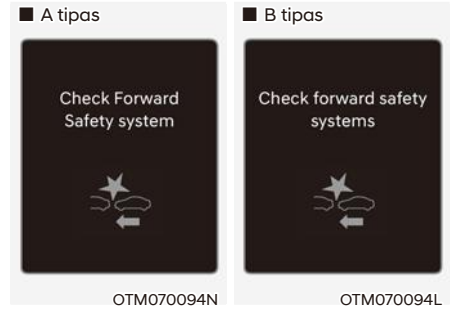 ■ A tipas
Check Forward
Safety system
OTM070094N
■ B tipas
Check forward safety
systems
OTM070094L